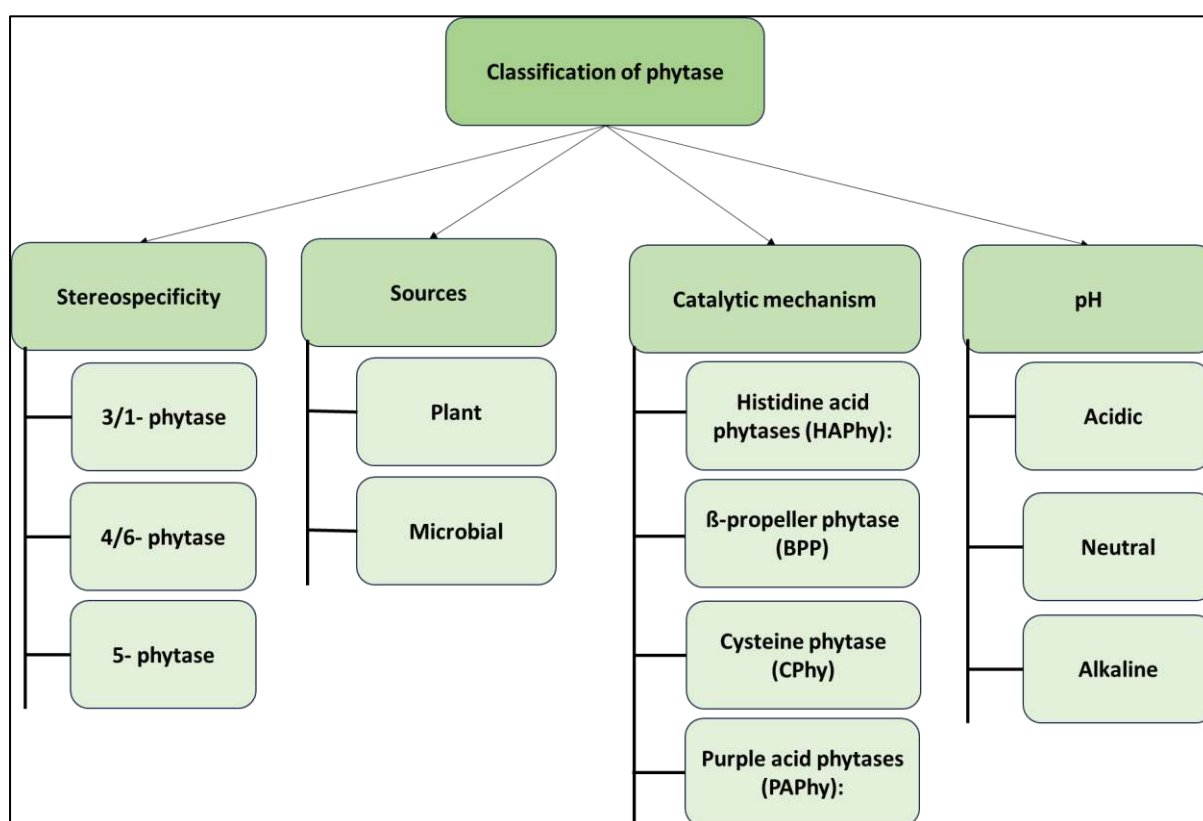 Classification of phytase
Stereospecificity
3/1- phytase
4/6- phytase
5- phytase
Sources
Plant
Microbial
Catalytic mechanism
Histidine acid
phytases (HAPhy):
ß-propeller phytase
(BPP)
Cysteine phytase
(CPhy)
Purple acid phytases
(PAPhy):
pH
Acidic
Neutral
Alkaline